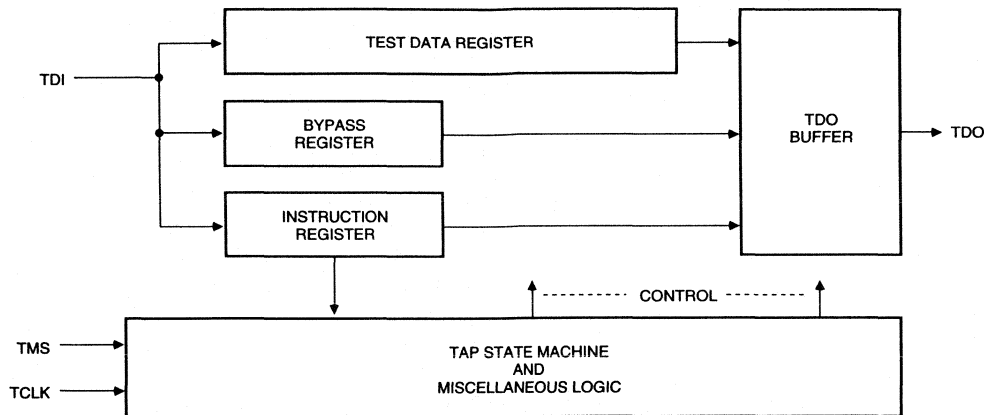 TEST DATA REGISTER
TDI
BYPASS
REGISTER
TDO
BUFFER
TDO
INSTRUCTION
REGISTER
CONTROL
TMS
TCLK
TAP STATE MACHINE
AND
MISCELLANEOUS LOGIC